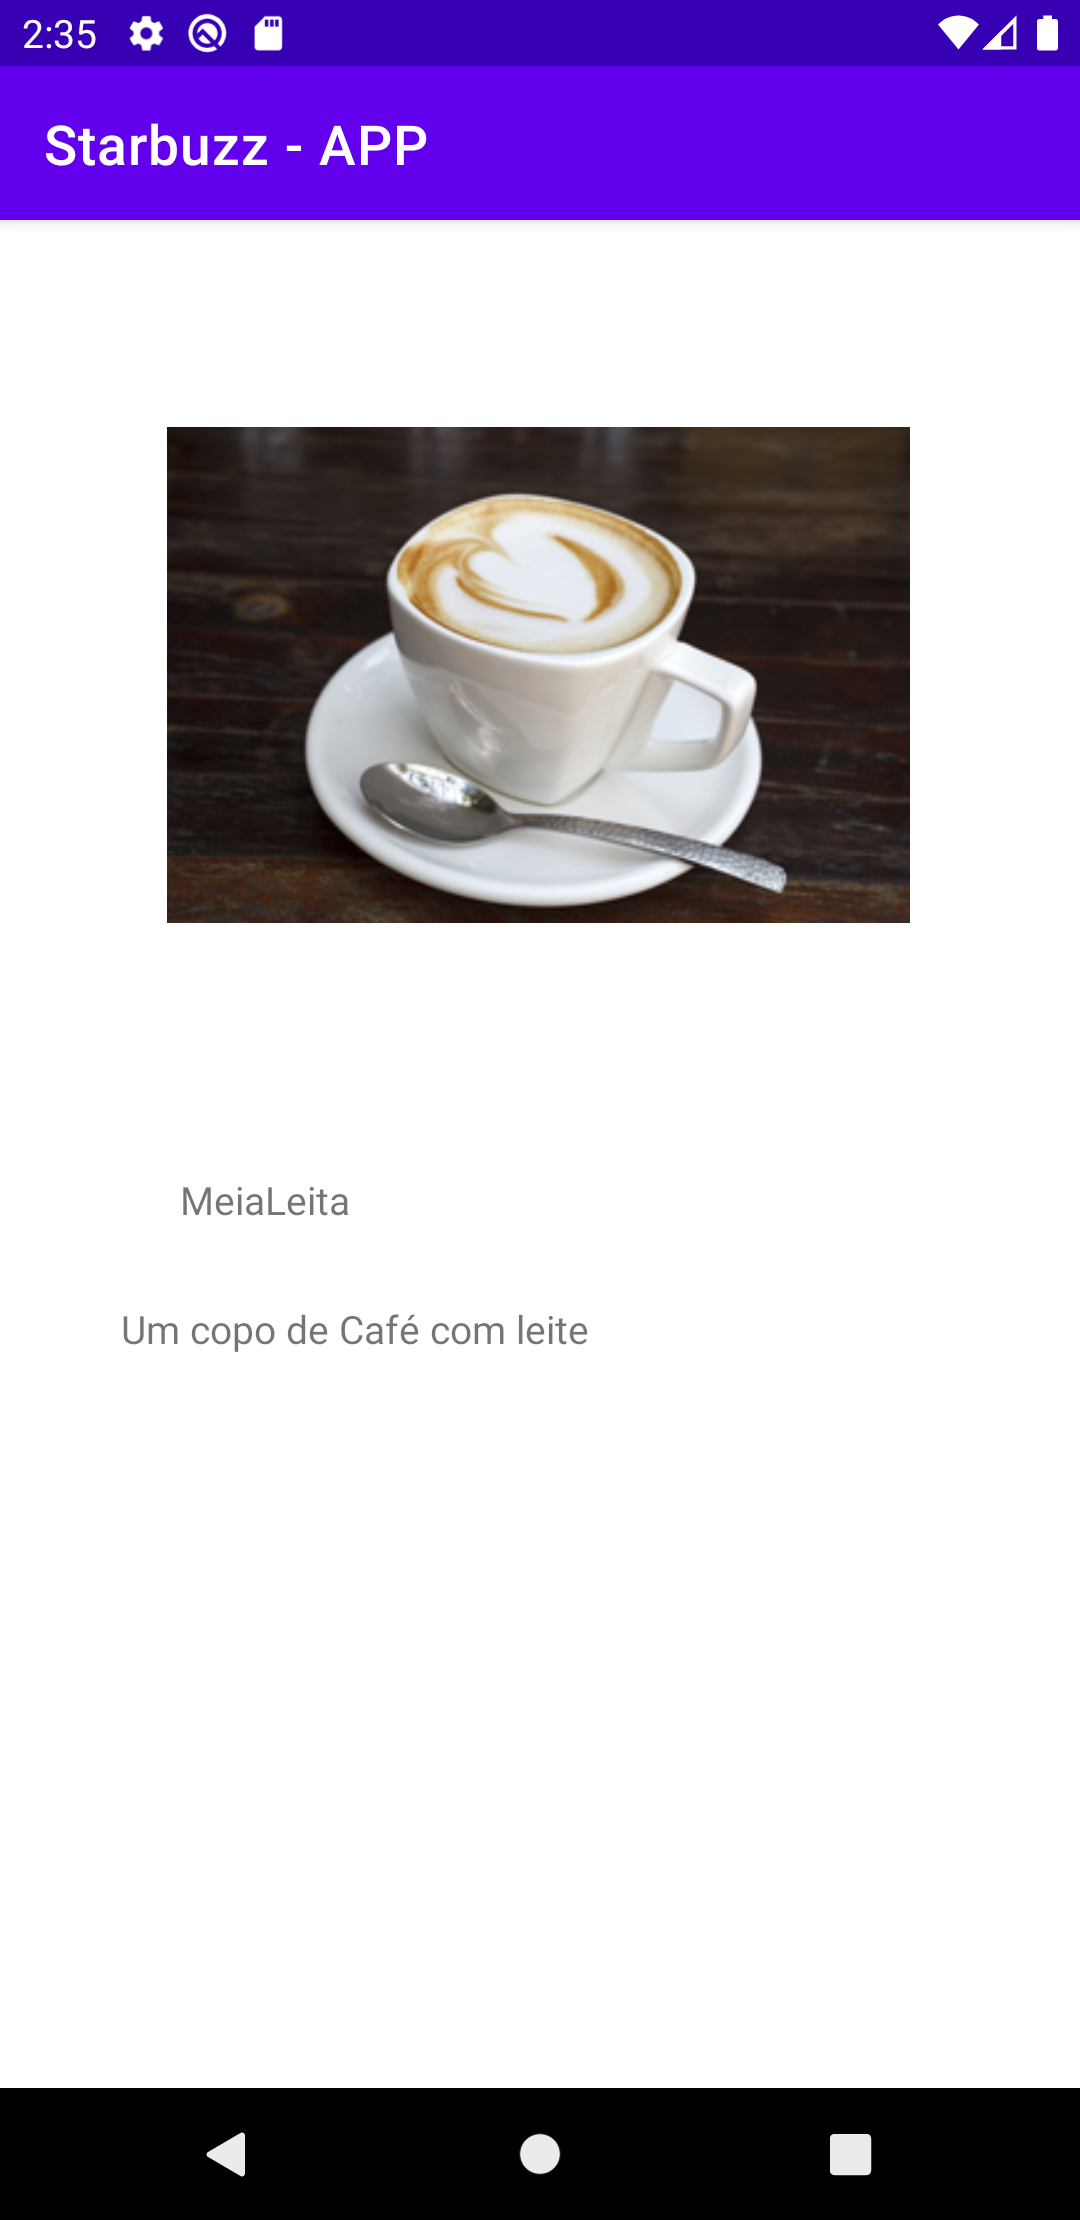 2:35
Starbuzz - APP
MeiaLeita
Um copo de Café com leite